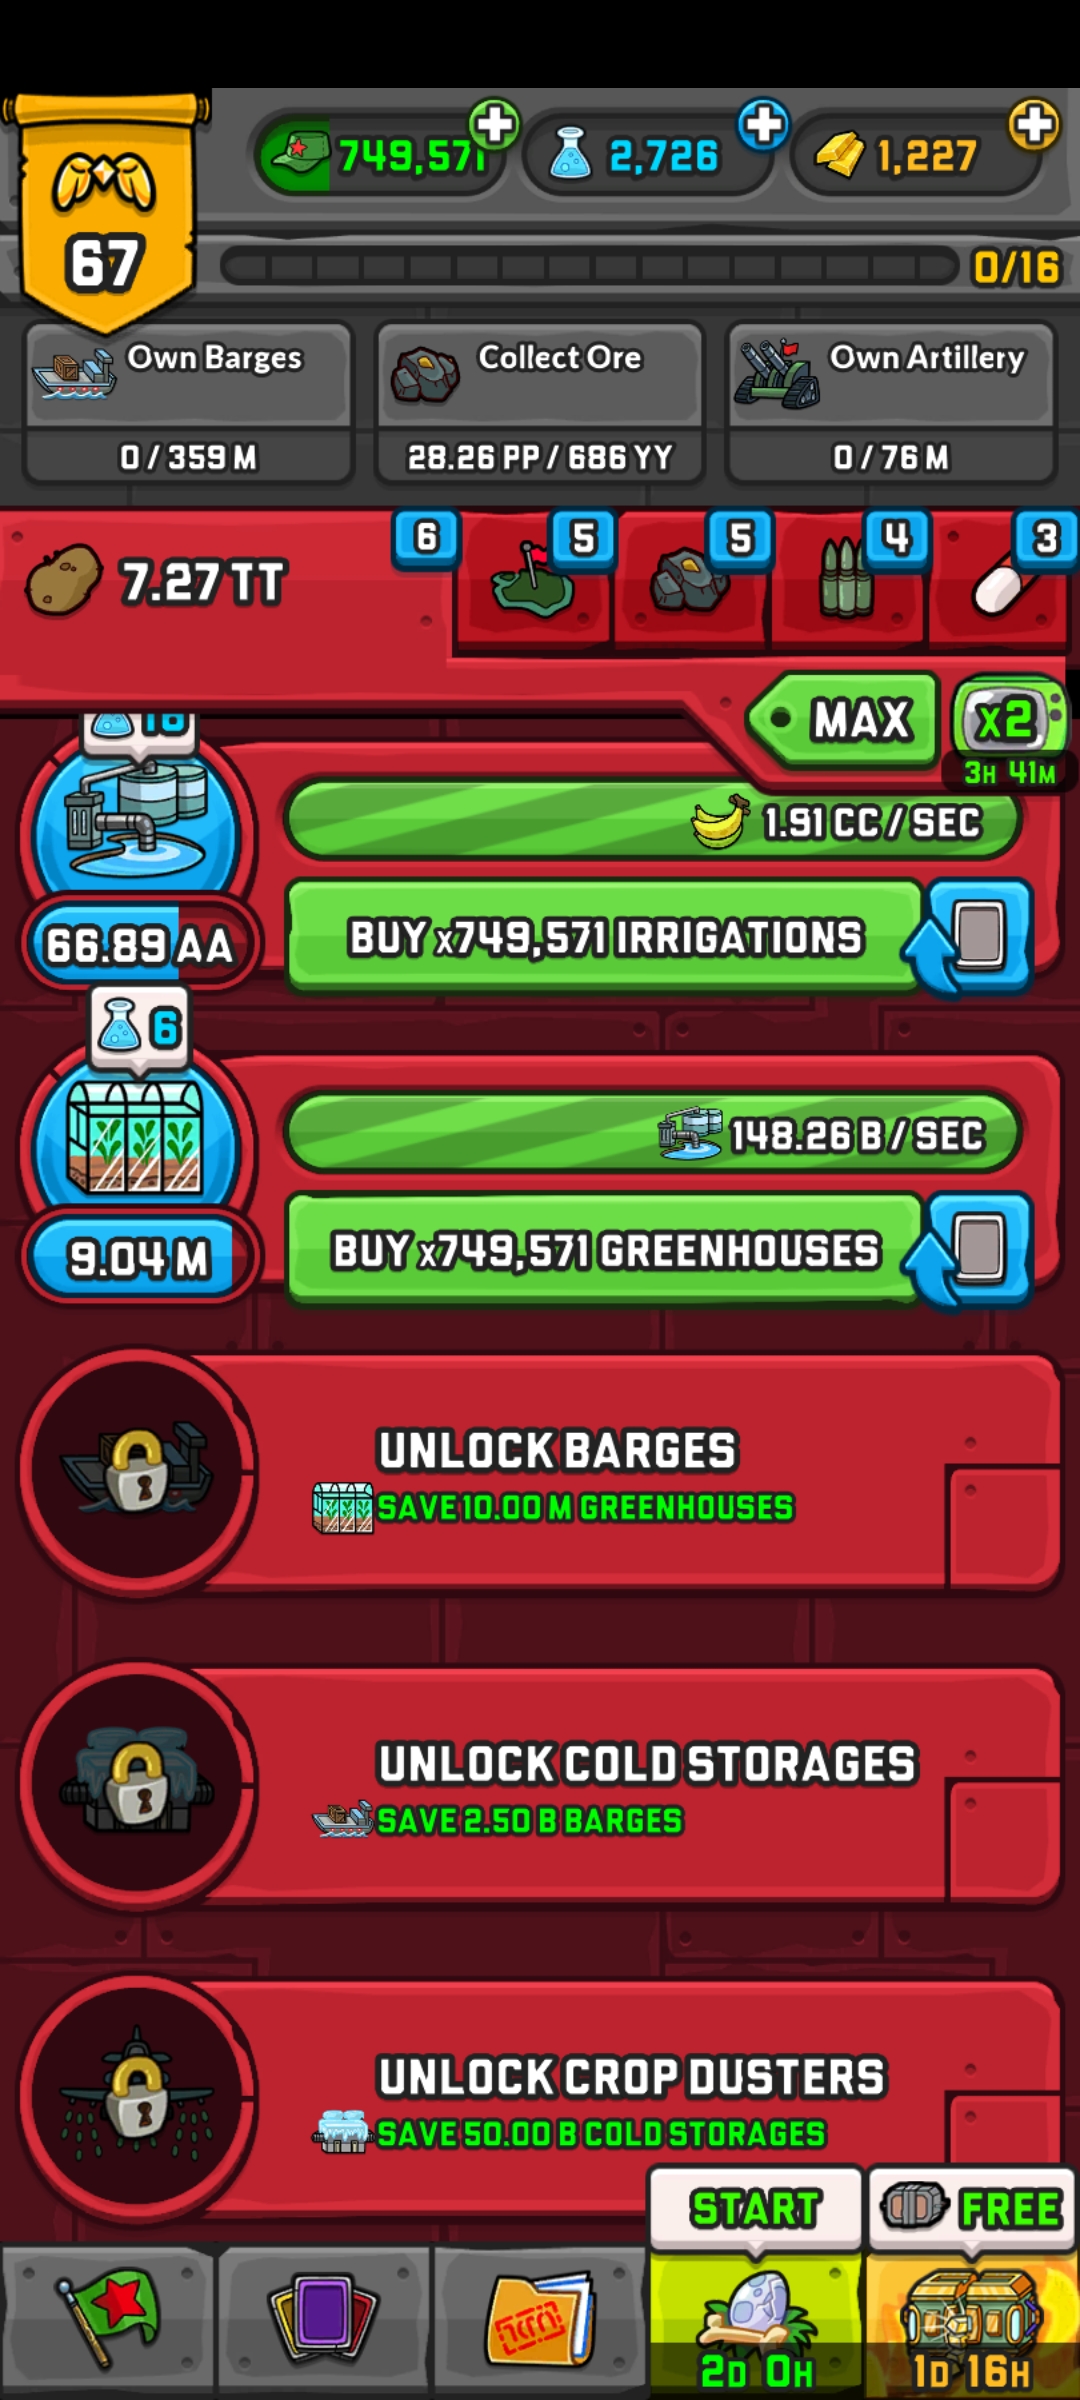 749,571
2,726
1,227
67
0/16
Own Barges
0 / 359 M
Collect Ore
28.26 PP / 686 YY
Own Artillery
0 / 76 M
7.27 TT
6
5
5
4
3
MAX
x2
3H 41M
1.91 CC / SEC
66.89 AA
BUY x749,571 IRRIGATIONS
6
148.26 B / SEC
9.04 M
BUY x749,571 GREENHOUSES
UNLOCK BARGES
SAVE 10.00 M GREENHOUSES
UNLOCK COLD STORAGES
SAVE 2.50 B BARGES
UNLOCK CROP DUSTERS
SAVE 50.00 B COLD STORAGES
START
FREE
2D 0H
1D 16H